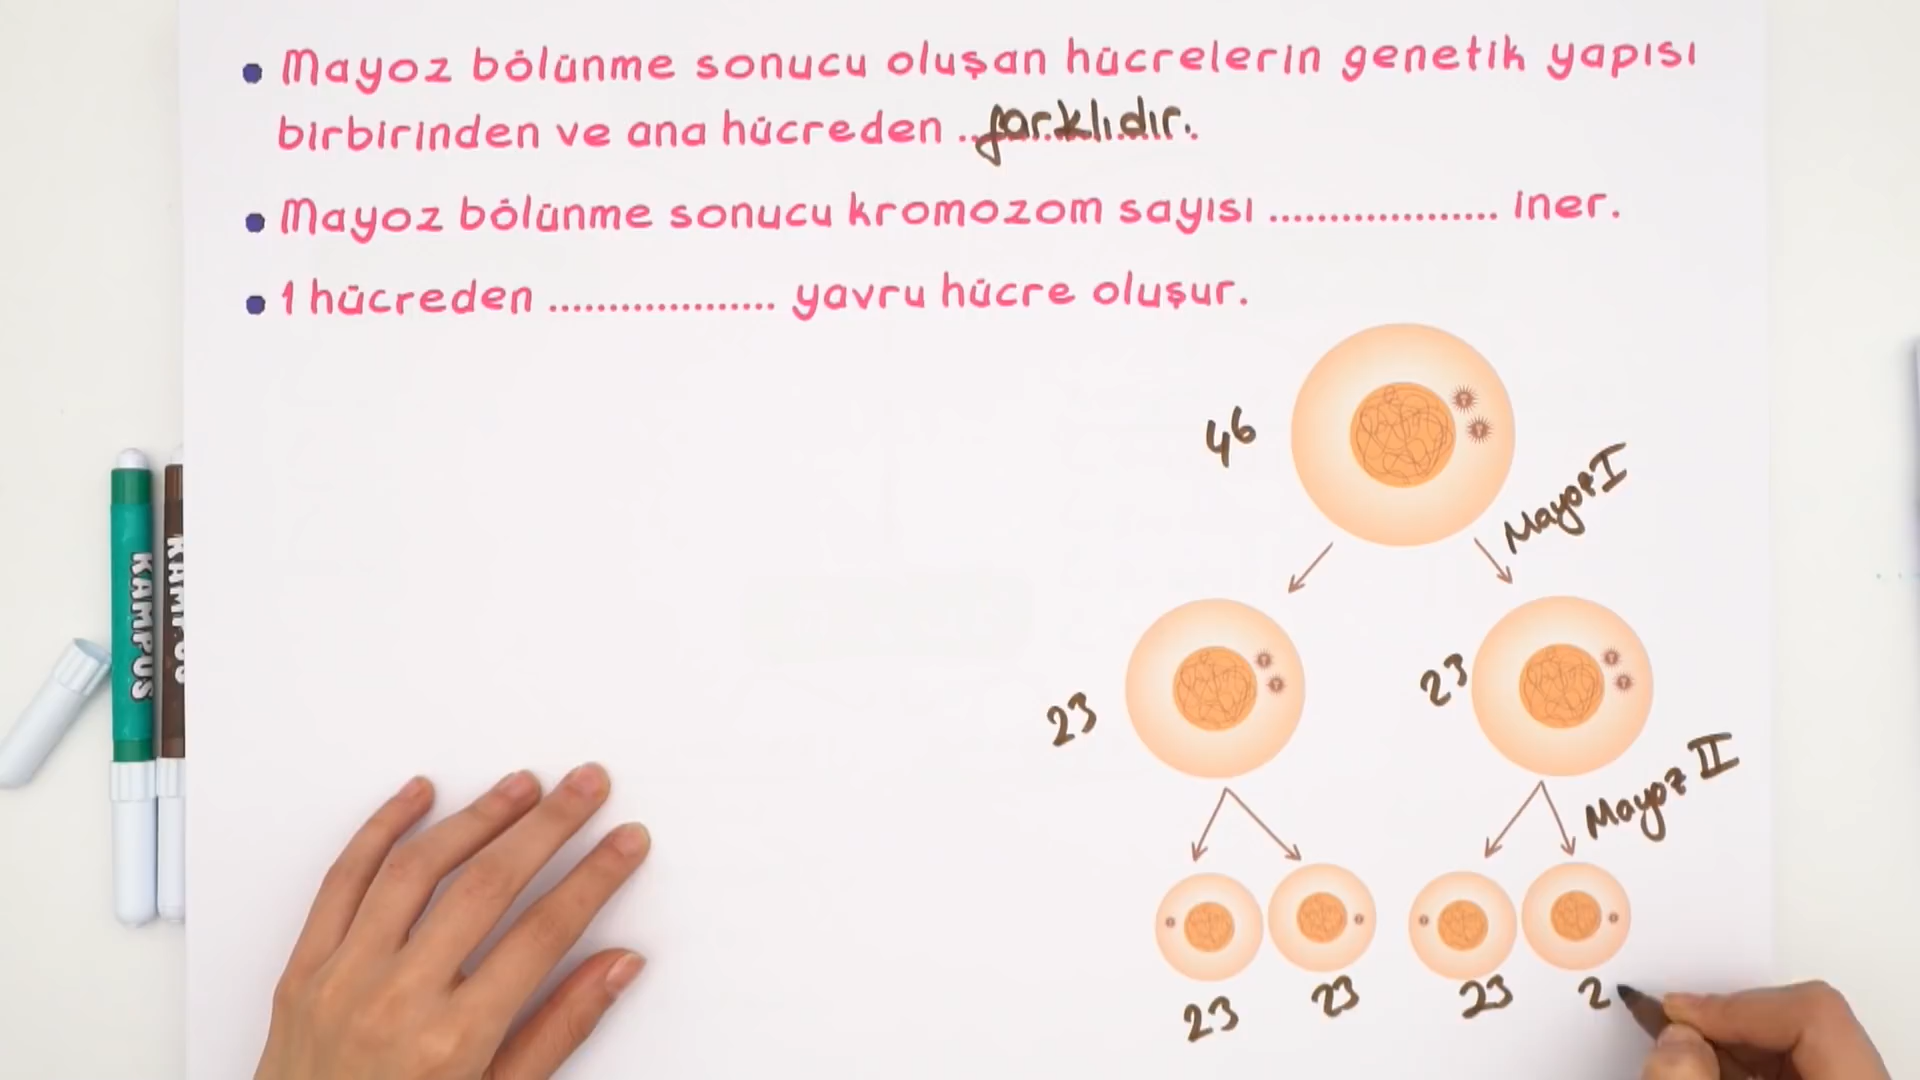 Mayoz bölünme sonucu oluşan hücrelerin genetik yapısı
birbirinden ve ana hücreden ...farklıdır....
Mayoz bölünme sonucu kromozom sayısı ................... iner.
1 hücreden ................... yavru hücre oluşur.
46
Mayoz I
23
23
Mayoz II
23
23
23
2
KAMPUS
KAMPUS